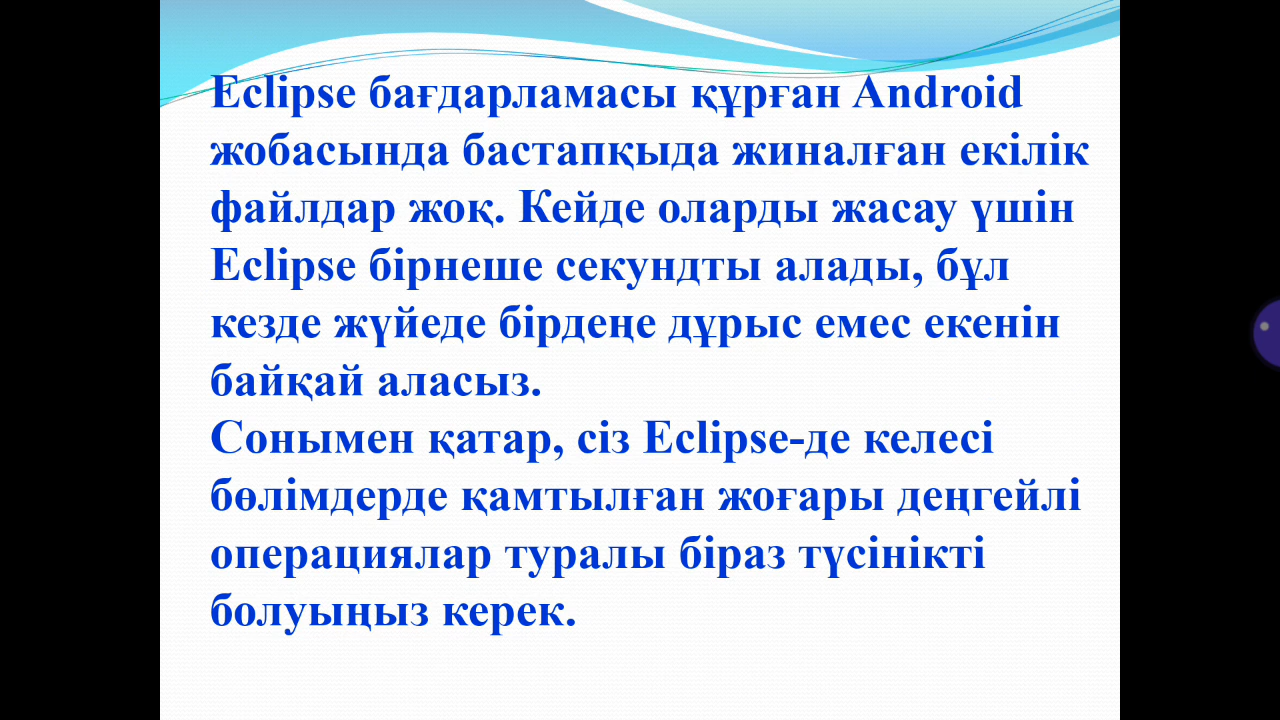 Eclipse бағдарламасы құрған Android
жобасында бастапқыда жиналған екілік
файлдар жоқ. Кейде оларды жасау үшін
Eclipse бірнеше секундты алады, бұл
кезде жүйеде бірдеңе дұрыс емес екенін
байқай аласыз.
Сонымен қатар, сіз Eclipse-де келесі
бөлімдерде қамтылған жоғары деңгейлі
операциялар туралы біраз түсінікті
болуыңыз керек.